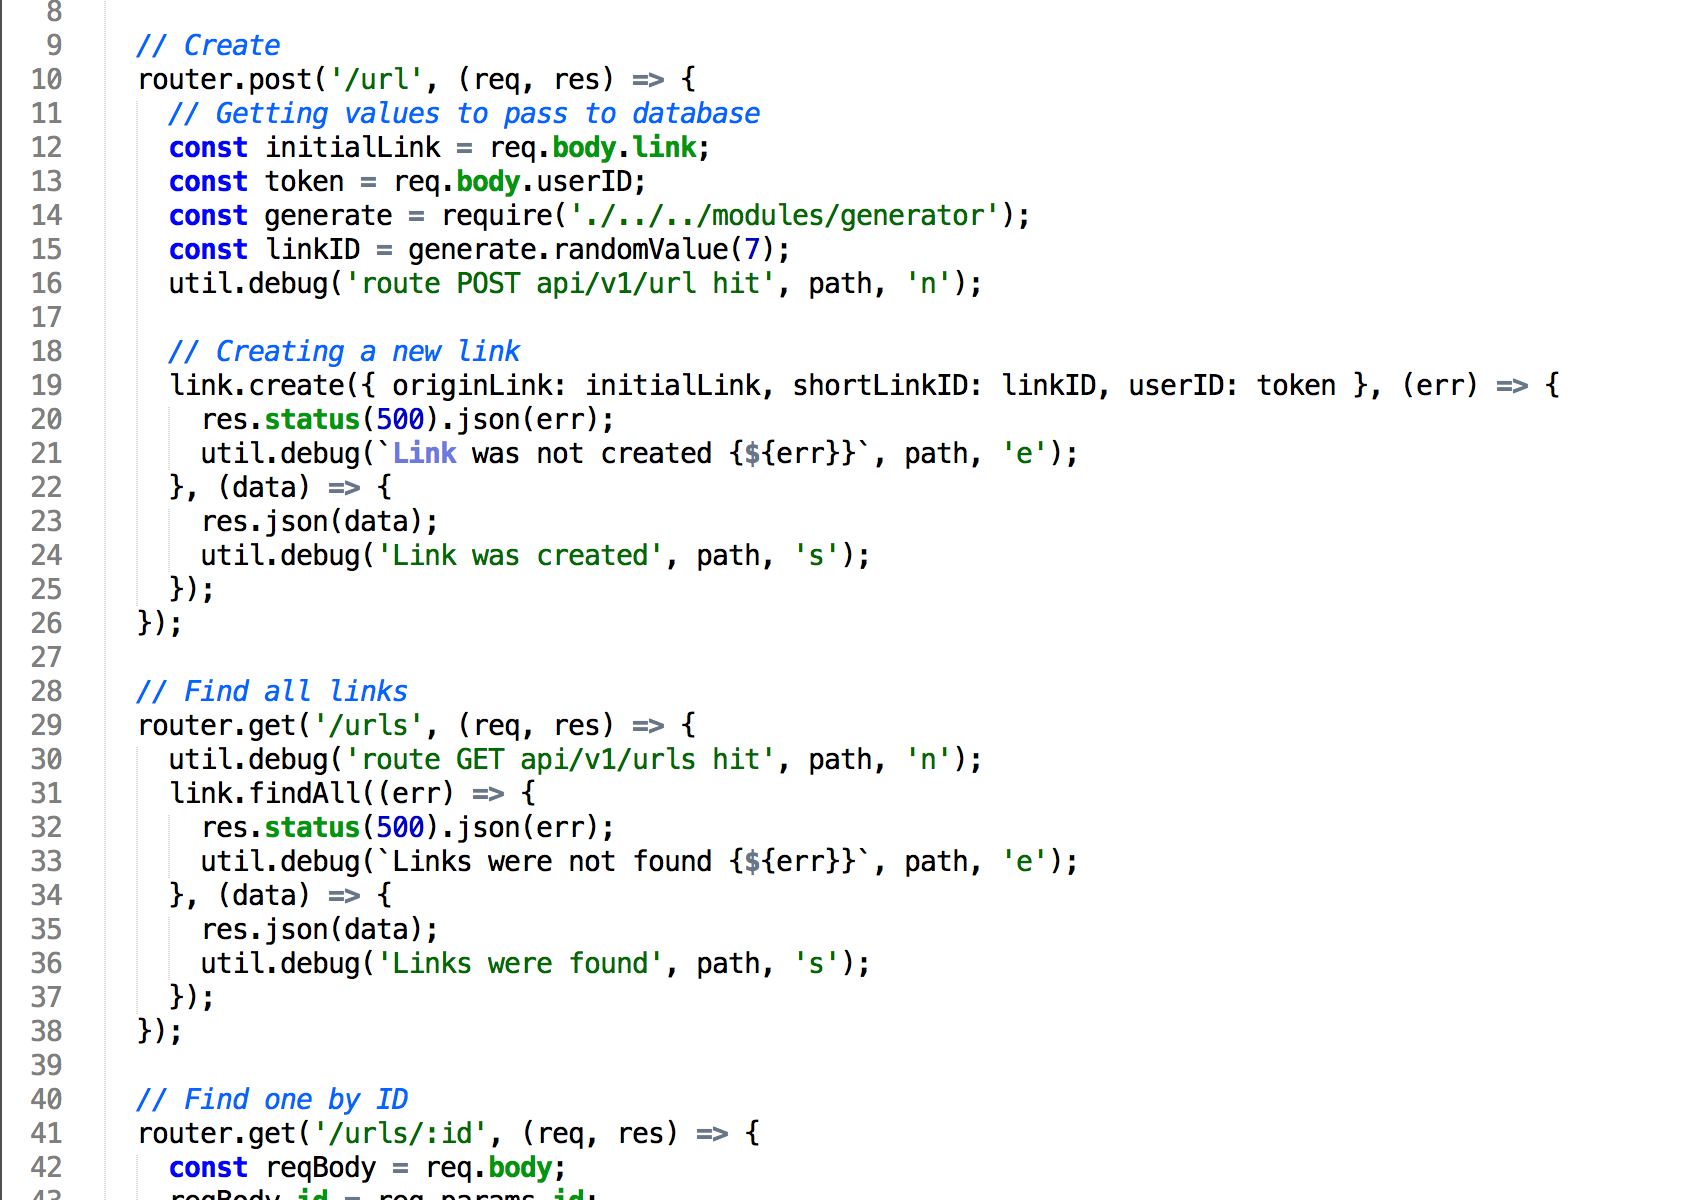 8
9 // Create
10 router.post('/url', (req, res) => {
11 // Getting values to pass to database
12 const initialLink = req.body.link;
13 const token = req.body.userID;
14 const generate = require('./../../modules/generator');
15 const linkID = generate.randomValue(7);
16 util.debug('route POST api/v1/url hit', path, 'n');
17
18 // Creating a new link
19 link.create({ originLink: initialLink, shortLinkID: linkID, userID: token }, (err) => {
20 res.status(500).json(err);
21 util.debug(`Link was not created {${err}}`, path, 'e');
22 }, (data) => {
23 res.json(data);
24 util.debug('Link was created', path, 's');
25 });
26 });
27
28 // Find all links
29 router.get('/urls', (req, res) => {
30 util.debug('route GET api/v1/urls hit', path, 'n');
31 link.findAll((err) => {
32 res.status(500).json(err);
33 util.debug(`Links were not found {${err}}`, path, 'e');
34 }, (data) => {
35 res.json(data);
36 util.debug('Links were found', path, 's');
37 });
38 });
39
40 // Find one by ID
41 router.get('/urls/:id', (req, res) => {
42 const reqBody = req.body;
43 reqBody.id = req.params.id;